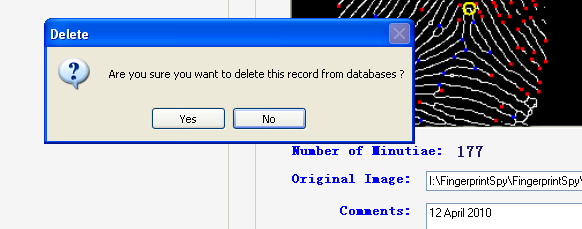 Delete
Are you sure you want to delete this record from databases ?
Yes
No
Number of Minutiae: 177
Original Image: I:\FingerprintSpy\FingerprintSpy\
Comments: 12 April 2010